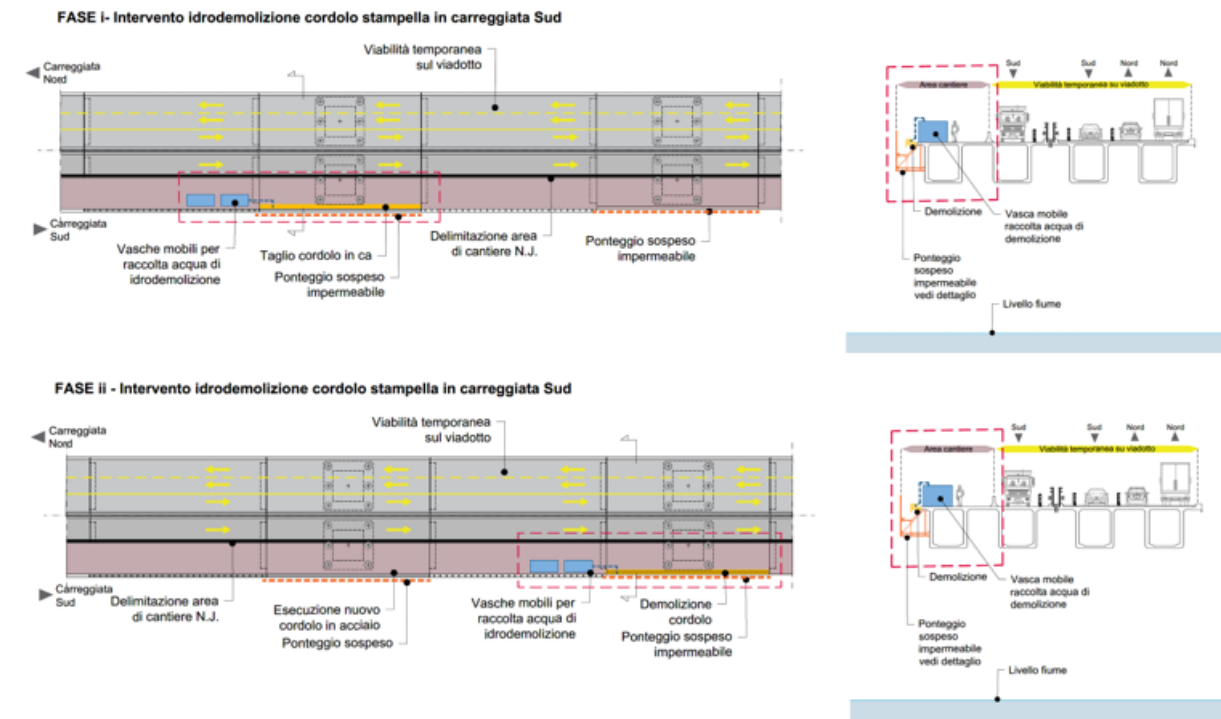 FASE i- Intervento idrodemolizione cordolo stampella in carreggiata Sud
Viabilità temporanea
sul viadotto
Carreggiata
Nord
Carreggiata
Sud
Vasche mobili per
raccolta acqua di
idrodemolizione
Taglio cordolo in ca
Ponteggio sospeso
impermeabile
Delimitazione area
di cantiere N.J.
Ponteggio sospeso
impermeabile
Sud
Sud
Nord
Nord
Area cantiere
Viabilità temporanea su viadotto
Demolizione
Vasca mobile
raccolta acqua di
demolizione
Ponteggio
sospeso
impermeabile
vedi dettaglio
Livello fiume
FASE ii - Intervento idrodemolizione cordolo stampella in carreggiata Sud
Viabilità temporanea
sul viadotto
Carreggiata
Nord
Carreggiata
Sud
Delimitazione area
di cantiere N.J.
Esecuzione nuovo
cordolo in acciaio
Ponteggio sospeso
Vasche mobili per
raccolta acqua di
idrodemolizione
Demolizione
cordolo
Ponteggio sospeso
impermeabile
Sud
Sud
Nord
Nord
Area cantiere
Viabilità temporanea su viadotto
Demolizione
Vasca mobile
raccolta acqua di
demolizione
Ponteggio
sospeso
impermeabile
vedi dettaglio
Livello fiume